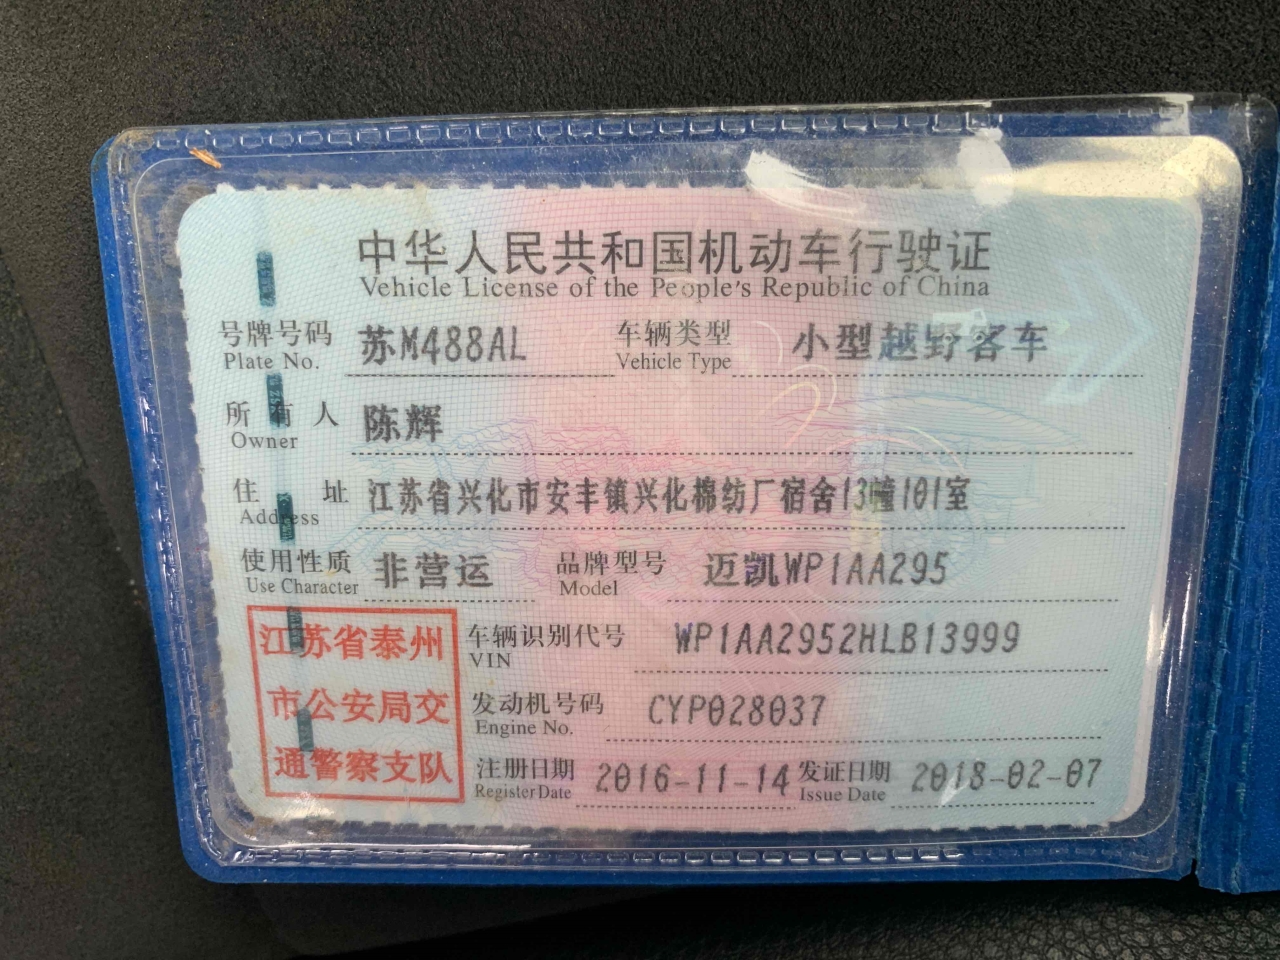 中华人民共和国机动车行驶证
Vehicle License of the People's Republic of China
号牌号码 苏M488AL 车辆类型 小型越野客车
Plate No. Vehicle Type
所有人 陈辉
Owner
住址 江苏省兴化市安丰镇兴化棉纺厂宿舍13幢101室
Address
使用性质 非营运 品牌型号 迈凯WP1AA295
Use Character Model
江苏省泰州
市公安局交
通警察支队
车辆识别代号 WP1AA2952HLB13999
VIN
发动机号码 CYP028037
Engine No.
注册日期 2016-11-14 发证日期 2018-02-07
Register Date Issue Date